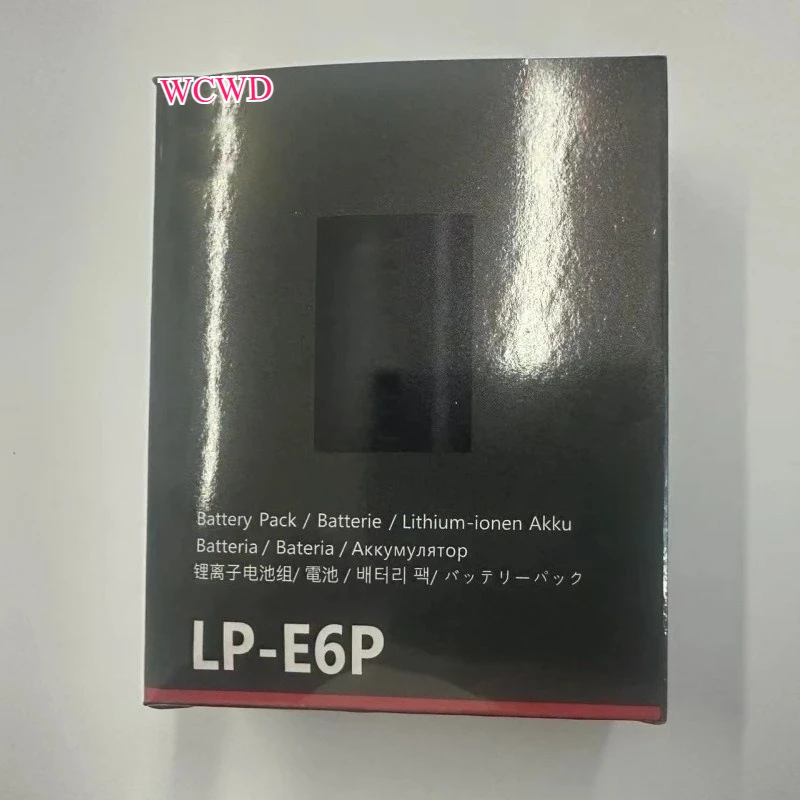 WCWD
Battery Pack / Batterie / Lithium-ionen Akku
Batteria / Bateria / Аккумулятор
锂离子电池组/ 電池 / 배터리 팩/ バッテリーパック
LP-E6P